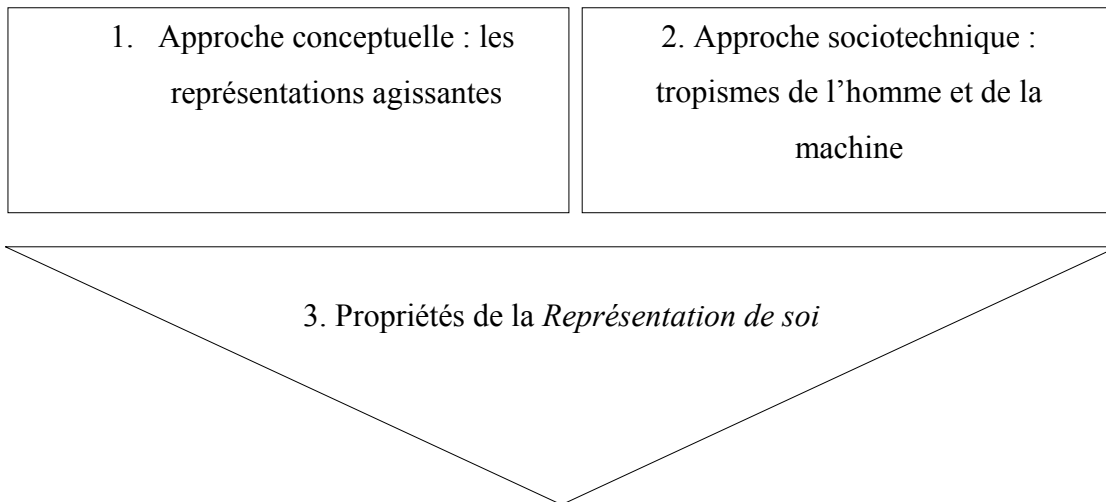 1. Approche conceptuelle : les
représentations agissantes
2. Approche sociotechnique :
tropismes de l’homme et de la
machine
3. Propriétés de la Représentation de soi